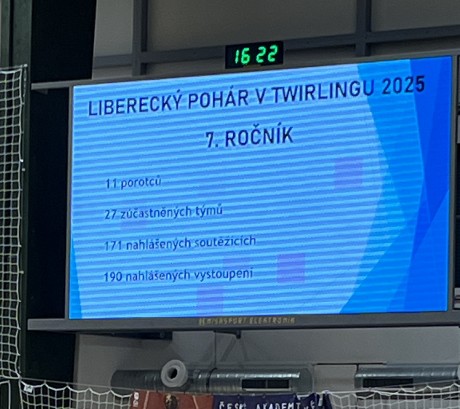 16 22
LIBERECKÝ POHÁR V TWIRLINGU 2025
7. ROČNÍK
11 porotců
27 zúčastněných týmů
171 nahlášených soutěžících
190 nahlášených vystoupení